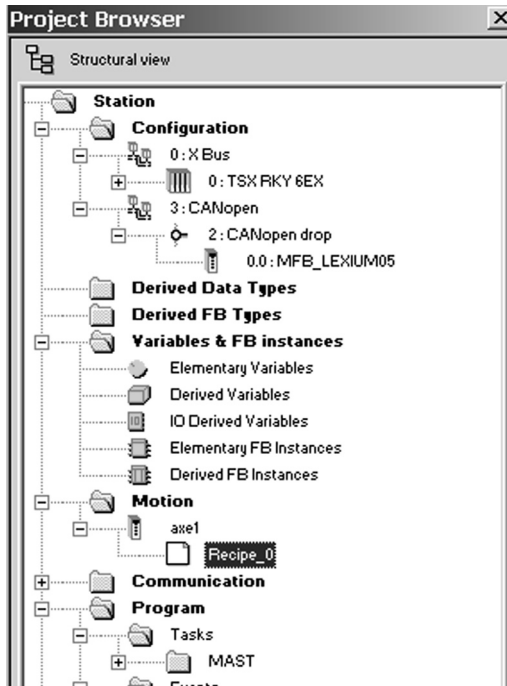 Project Browser
Structural view
Station
Configuration
0 : X Bus
0 : TSX RKY 6EX
3 : CANopen
2 : CANopen drop
0.0 : MFB_LEXIUM05
Derived Data Types
Derived FB Types
Variables & FB instances
Elementary Variables
Derived Variables
IO Derived Variables
Elementary FB Instances
Derived FB Instances
Motion
axe1
Recipe_0
Communication
Program
Tasks
MAST
Events